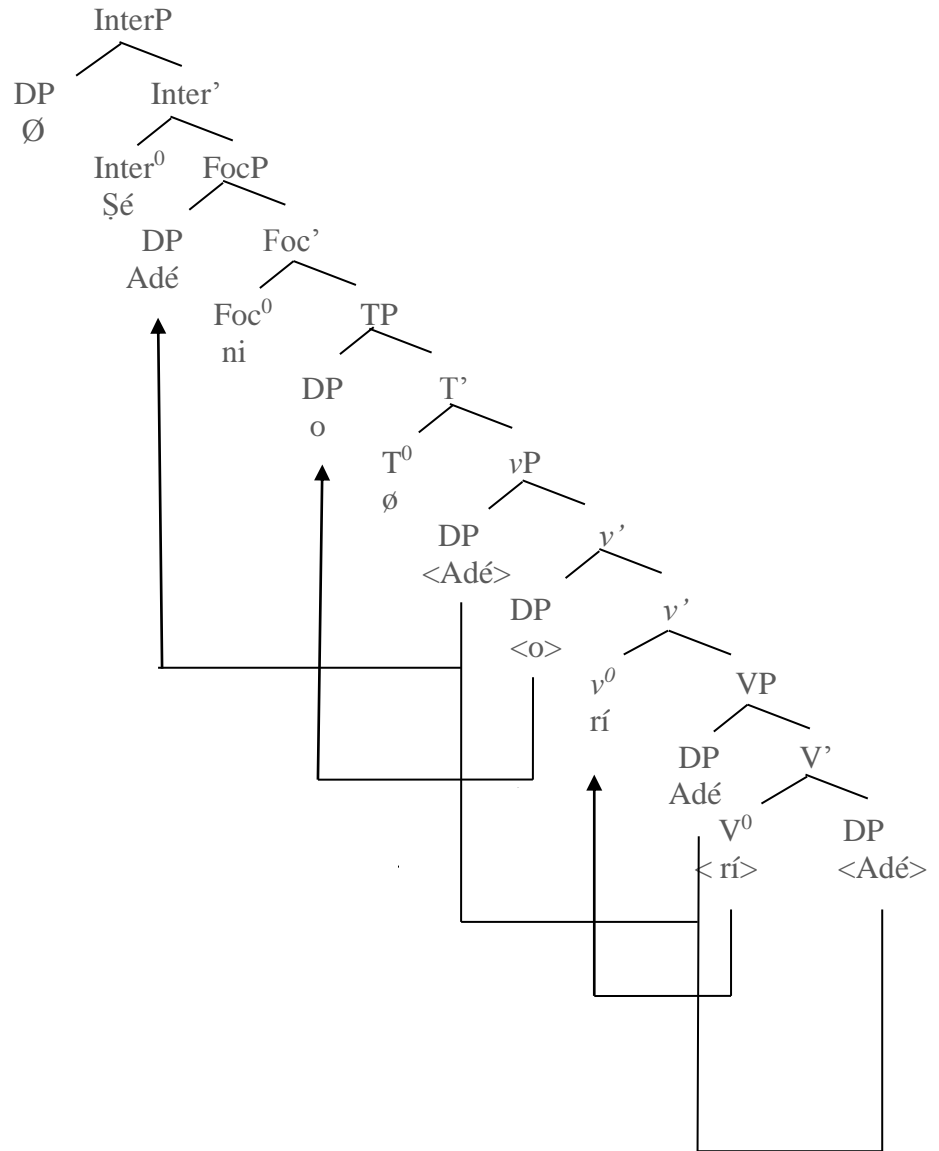 InterP
DP Inter’
Ø
Inter⁰ FocP
Ṣé
DP Foc’
Adé
Foc⁰ TP
ni
DP T’
o
T⁰ vP
ø
DP v’
<Adé>
DP v’
<o>
v⁰ VP
rí
DP V’
Adé
V⁰ DP
< rí> <Adé>